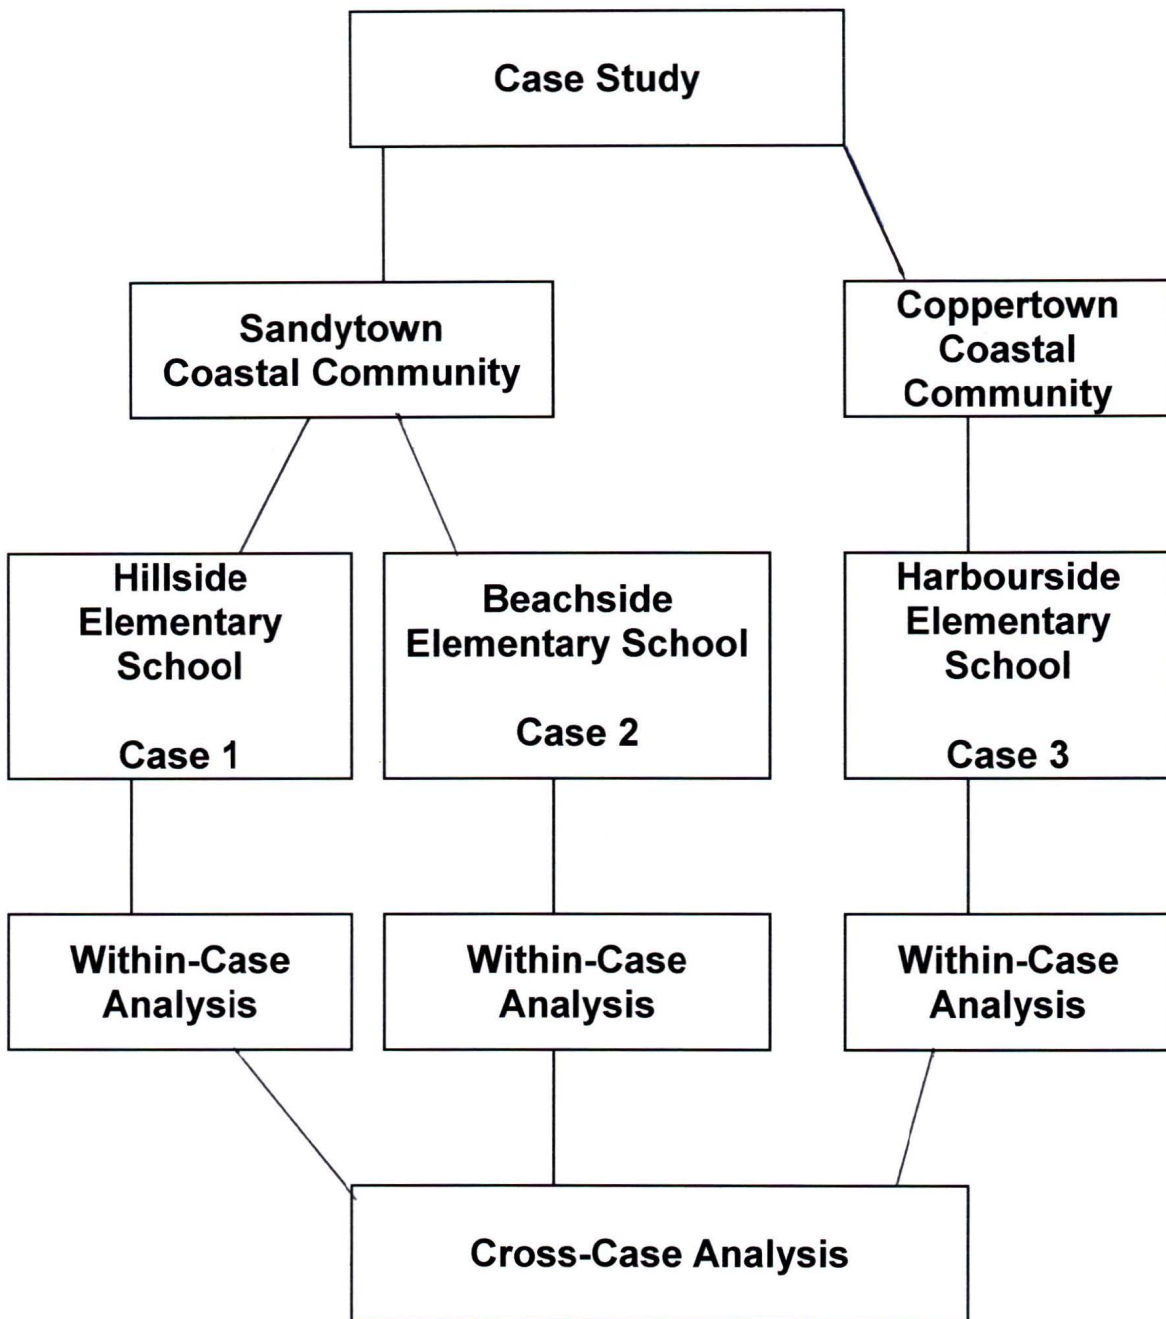 Case Study
Sandytown
Coastal Community
Coppertown
Coastal
Community
Hillside
Elementary
School
Case 1
Beachside
Elementary School
Case 2
Harbourside
Elementary
School
Case 3
Within-Case
Analysis
Within-Case
Analysis
Within-Case
Analysis
Cross-Case Analysis